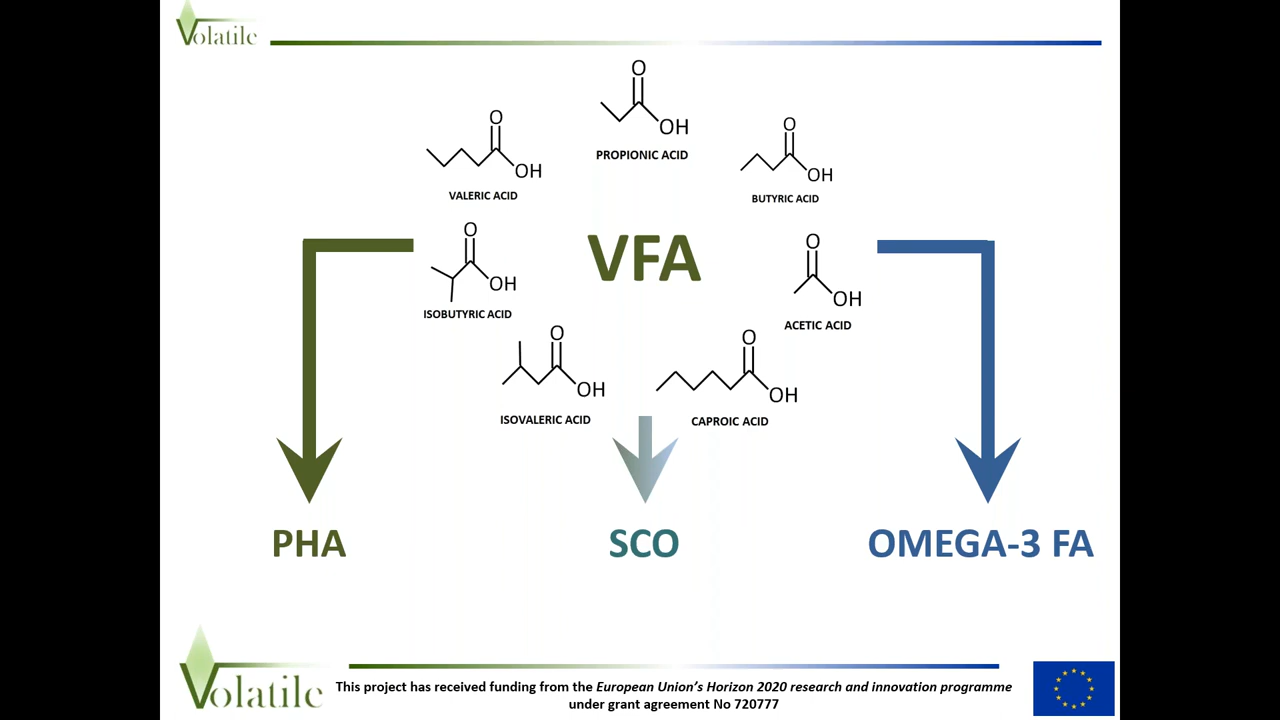 Volatile
O
OH
PROPIONIC ACID
O
OH
VALERIC ACID
O
OH
BUTYRIC ACID
O
OH
ISOBUTYRIC ACID
VFA
O
OH
ACETIC ACID
O
OH
ISOVALERIC ACID
O
OH
CAPROIC ACID
PHA
SCO
OMEGA-3 FA
Volatile
This project has received funding from the European Union's Horizon 2020 research and innovation programme
under grant agreement No 720777